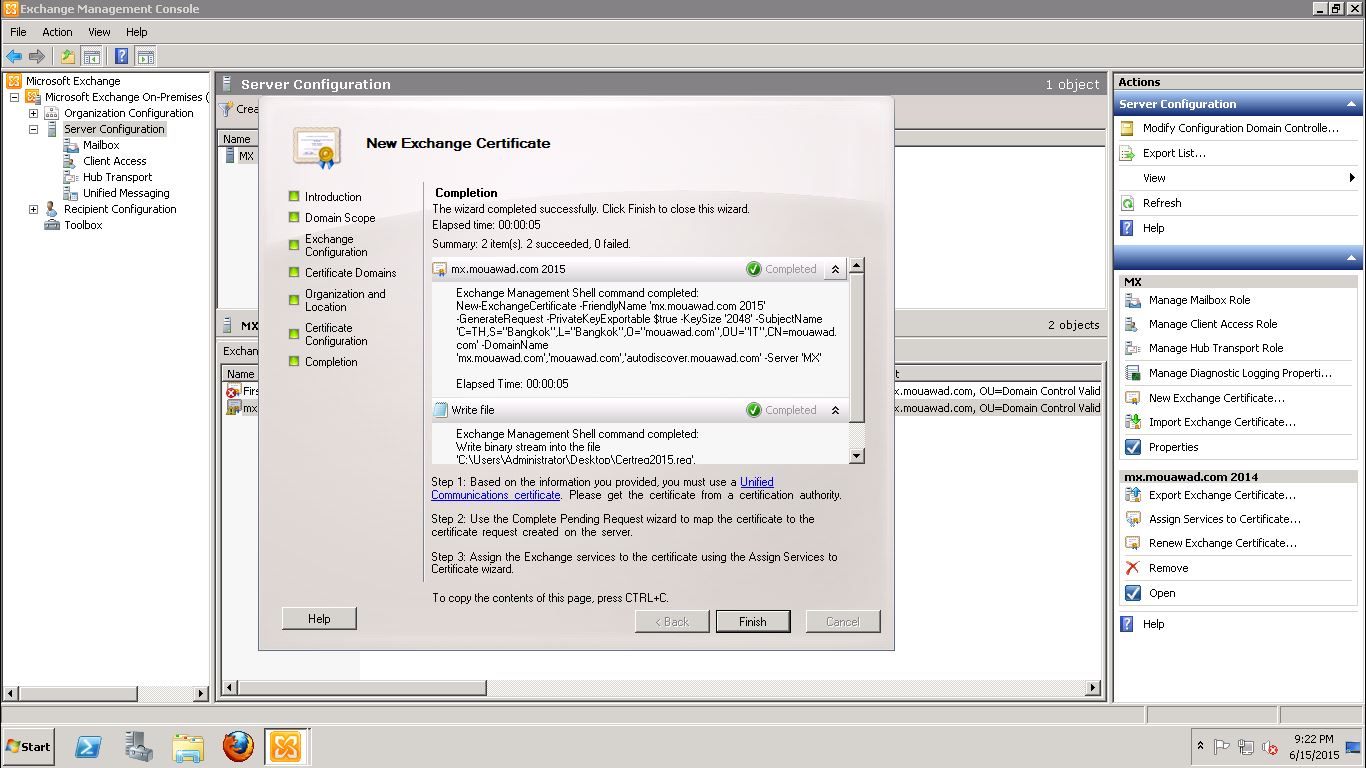 Exchange Management Console
File Action View Help
Microsoft Exchange
Microsoft Exchange On-Premises (
Organization Configuration
Server Configuration
Mailbox
Client Access
Hub Transport
Unified Messaging
Recipient Configuration
Toolbox
Server Configuration 1 object
Crea
Name
MX
MX 2 objects
Exchan
Name t
Firs x.mouawad.com, OU=Domain Control Valid
mx x.mouawad.com, OU=Domain Control Valid
New Exchange Certificate
Introduction
Domain Scope
Exchange
Configuration
Certificate Domains
Organization and
Location
Certificate
Configuration
Completion
Completion
The wizard completed successfully. Click Finish to close this wizard.
Elapsed time: 00:00:05
Summary: 2 item(s). 2 succeeded, 0 failed.
mx.mouawad.com 2015 Completed
Exchange Management Shell command completed:
New-ExchangeCertificate -FriendlyName 'mx.mouawad.com 2015'
-GenerateRequest -PrivateKeyExportable $true -KeySize '2048' -SubjectName
'C=TH,S="Bangkok",L="Bangkok",O="mouawad.com",OU="IT",CN=mouawad.
com' -DomainName
'mx.mouawad.com','mouawad.com','autodiscover.mouawad.com' -Server 'MX'
Elapsed Time: 00:00:05
Write file Completed
Exchange Management Shell command completed:
Write binary stream into the file
'C:\Users\Administrator\Desktop\Certreq2015.req'.
Step 1: Based on the information you provided, you must use a Unified
Communications certificate. Please get the certificate from a certification authority.
Step 2: Use the Complete Pending Request wizard to map the certificate to the
certificate request created on the server.
Step 3: Assign the Exchange services to the certificate using the Assign Services to
Certificate wizard.
To copy the contents of this page, press CTRL+C.
Help < Back Finish Cancel
Actions
Server Configuration
Modify Configuration Domain Controlle...
Export List...
View
Refresh
Help
MX
Manage Mailbox Role
Manage Client Access Role
Manage Hub Transport Role
Manage Diagnostic Logging Properti...
New Exchange Certificate...
Import Exchange Certificate...
Properties
mx.mouawad.com 2014
Export Exchange Certificate...
Assign Services to Certificate...
Renew Exchange Certificate...
Remove
Open
Help
Start
9:22 PM
6/15/2015